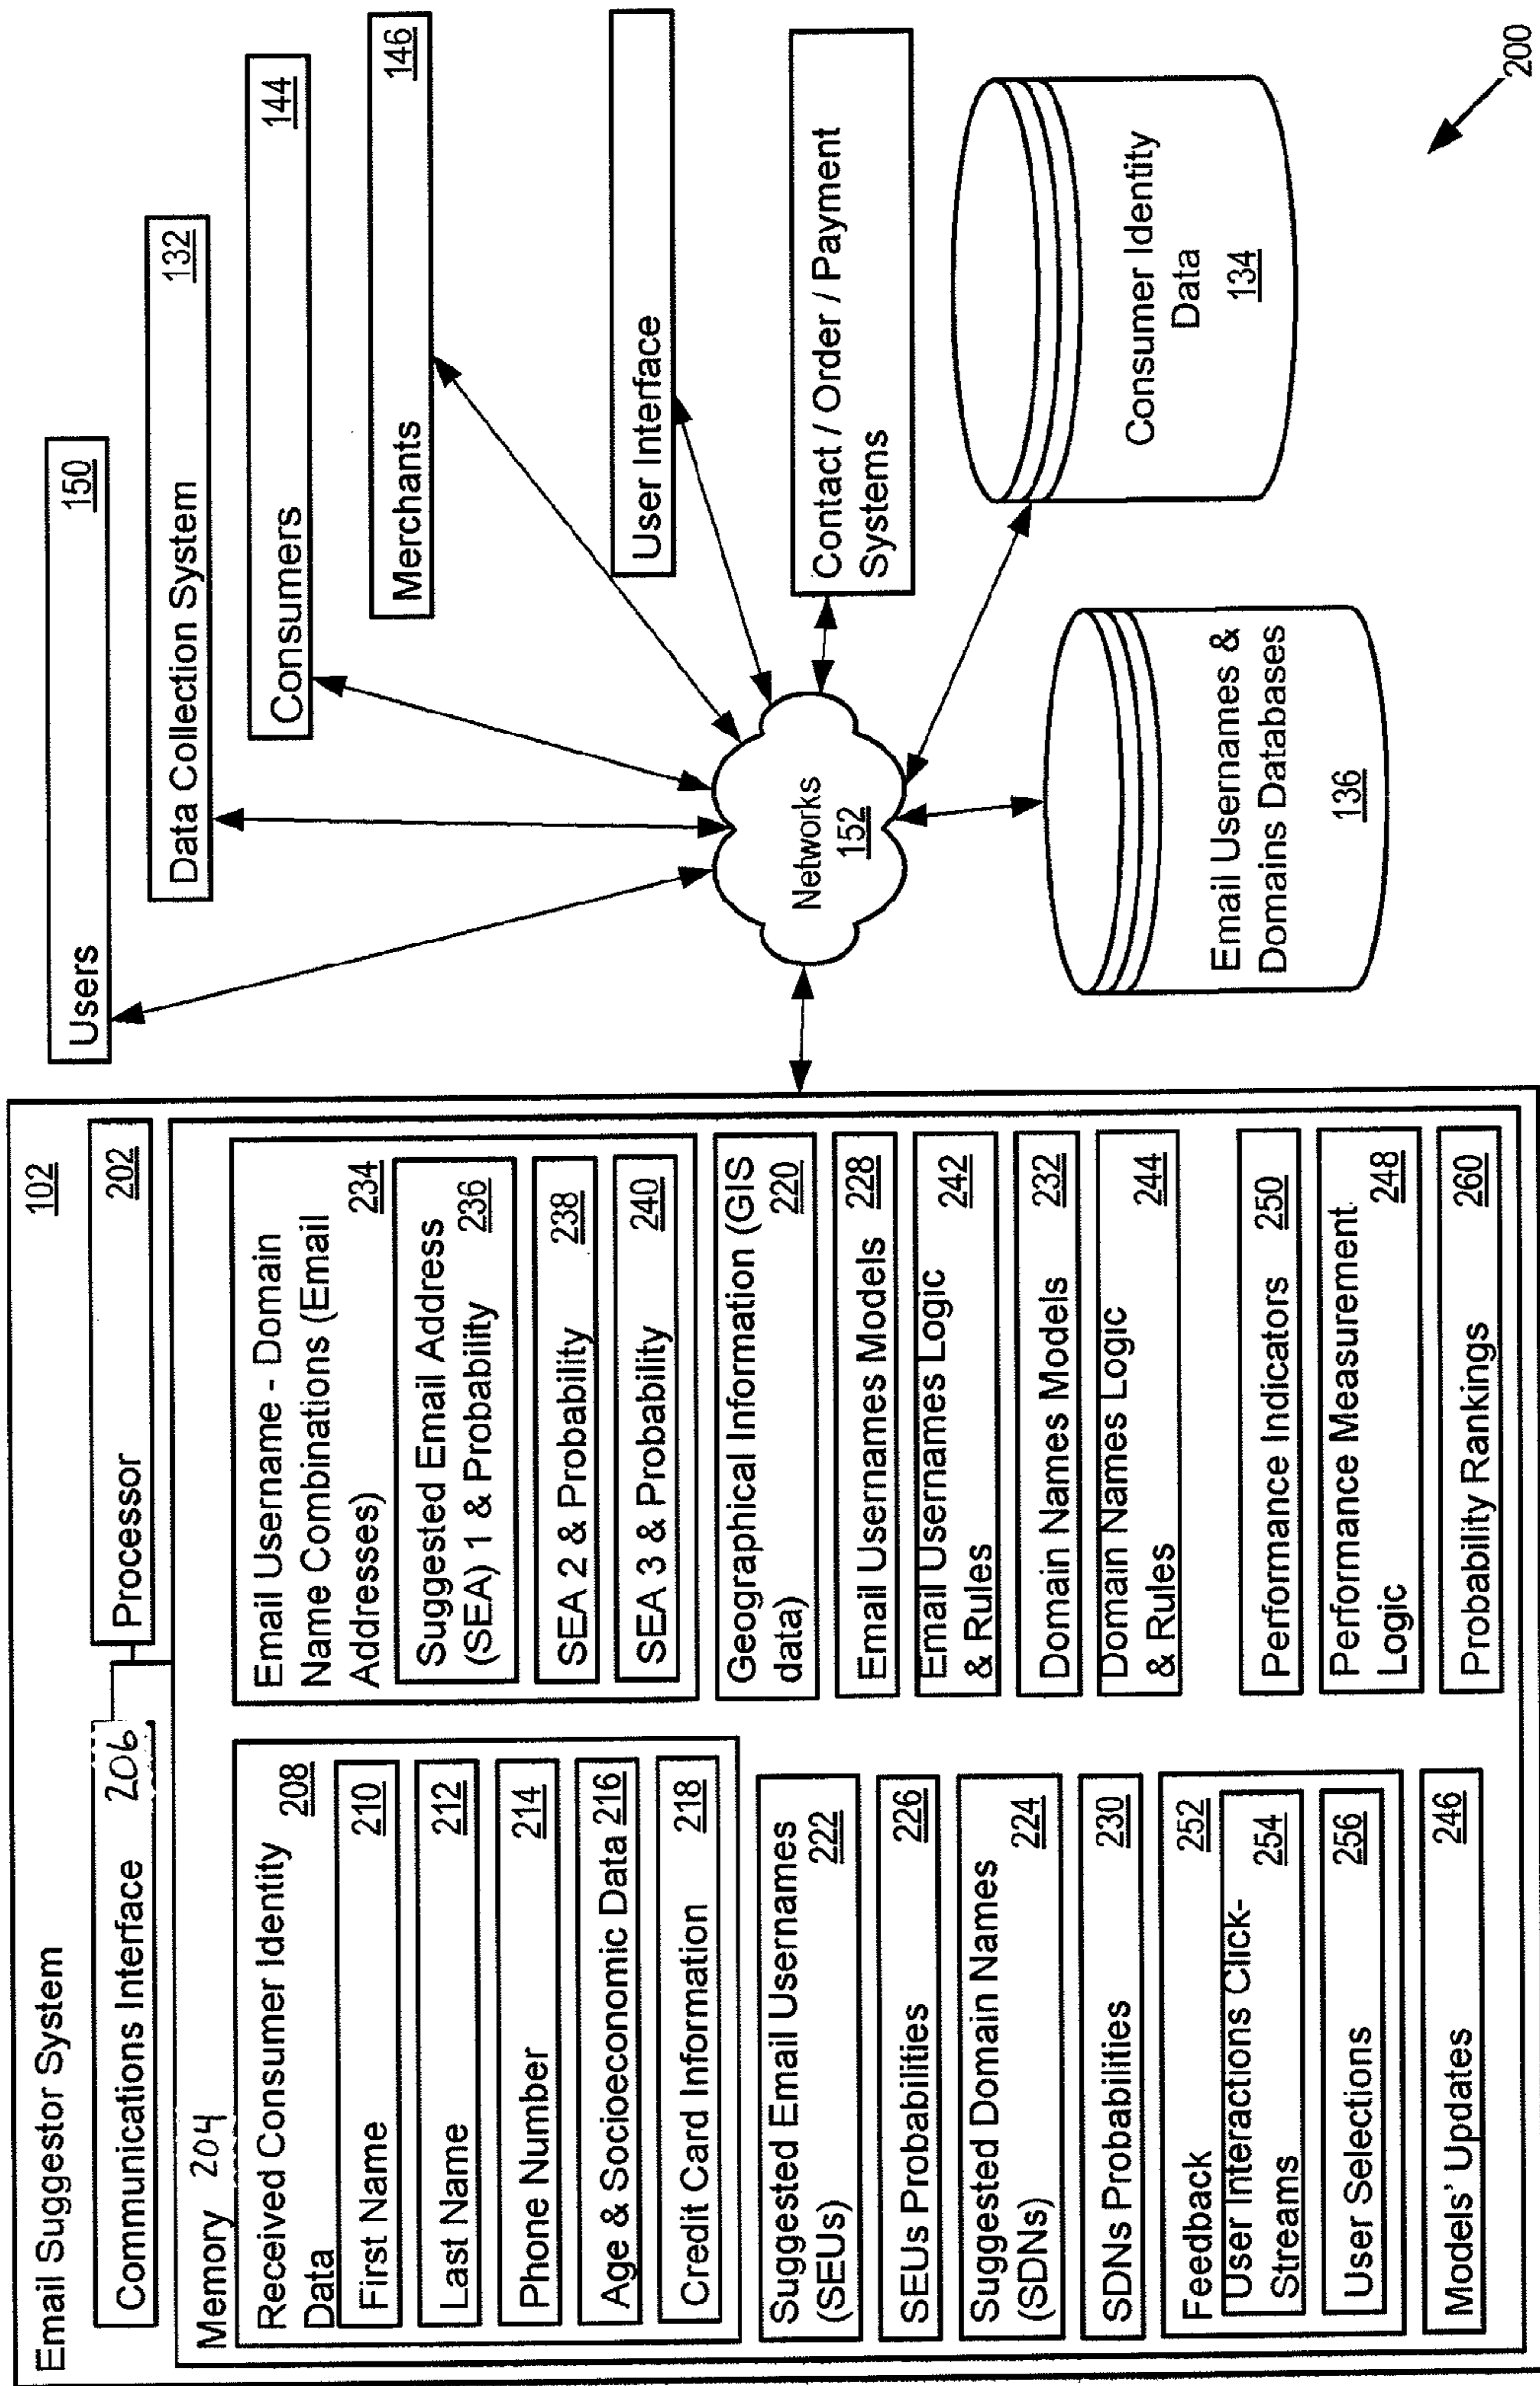 Email Suggestor System 102
Communications Interface 206
Processor 202
Memory 204
Received Consumer Identity
Data 208
First Name 210
Last Name 212
Phone Number 214
Age & Socioeconomic Data 216
Credit Card Information 218
Suggested Email Usernames
(SEUs) 222
SEUs Probabilities 226
Suggested Domain Names
(SDNs) 224
SDNs Probabilities 230
Feedback 252
User Interactions Click-
Streams 254
User Selections 256
Models' Updates 246
Email Username - Domain
Name Combinations (Email
Addresses) 234
Suggested Email Address
(SEA) 1 & Probability 236
SEA 2 & Probability 238
SEA 3 & Probability 240
Geographical Information (GIS
data) 220
Email Usernames Models 228
Email Usernames Logic
& Rules 242
Domain Names Models 232
Domain Names Logic
& Rules 244
Performance Indicators 250
Performance Measurement
Logic 248
Probability Rankings 260
Users 150
Data Collection System 132
Consumers 144
Merchants 146
User Interface
Contact / Order / Payment
Systems
Networks
152
Email Usernames &
Domains Databases
136
Consumer Identity
Data
134
200